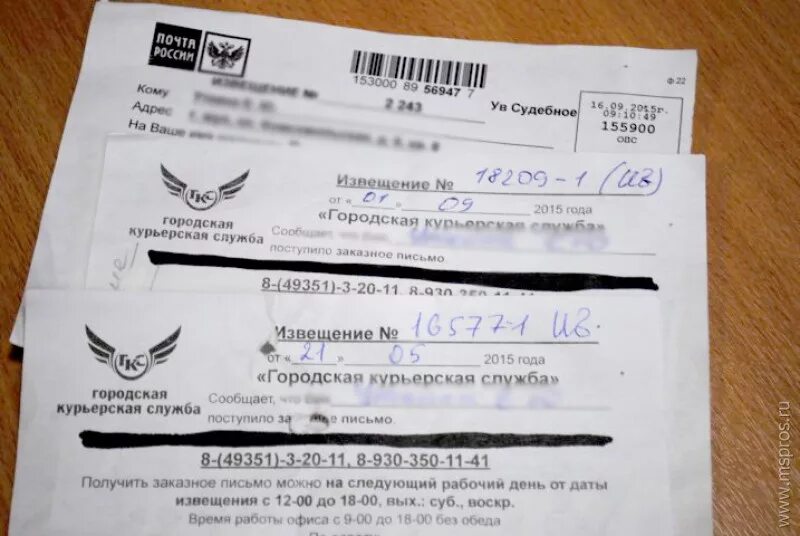 ПОЧТА
РОССИИ
153000 89 56947 7
ф 22
ИЗВЕЩЕНИЕ №
2 243
Ув Судебное
16.09.2015г.
09:10:49
155900
ОВС
Кому
Адрес
На Ваше имя
ГКС
городская
курьерская служба
Извещение № 18209-1 (ИВ)
от « 01 » 09 2015 года
«Городская курьерская служба»
Сообщает, что
поступило заказное письмо
8-(49351)-3-20-11, 8-930-350-11-41
ГКС
городская
курьерская служба
Извещение № 165771 ИВ.
от « 21 » 05 2015 года
«Городская курьерская служба»
Сообщает, что
поступило за ное письмо.
8-(49351)-3-20-11, 8-930-350-11-41
Получить заказное письмо можно на следующий рабочий день от даты
извещения с 12-00 до 18-00, вых.: суб., воскр.
Время работы офиса с 9-00 до 18-00 без обеда
www.mspros.ru